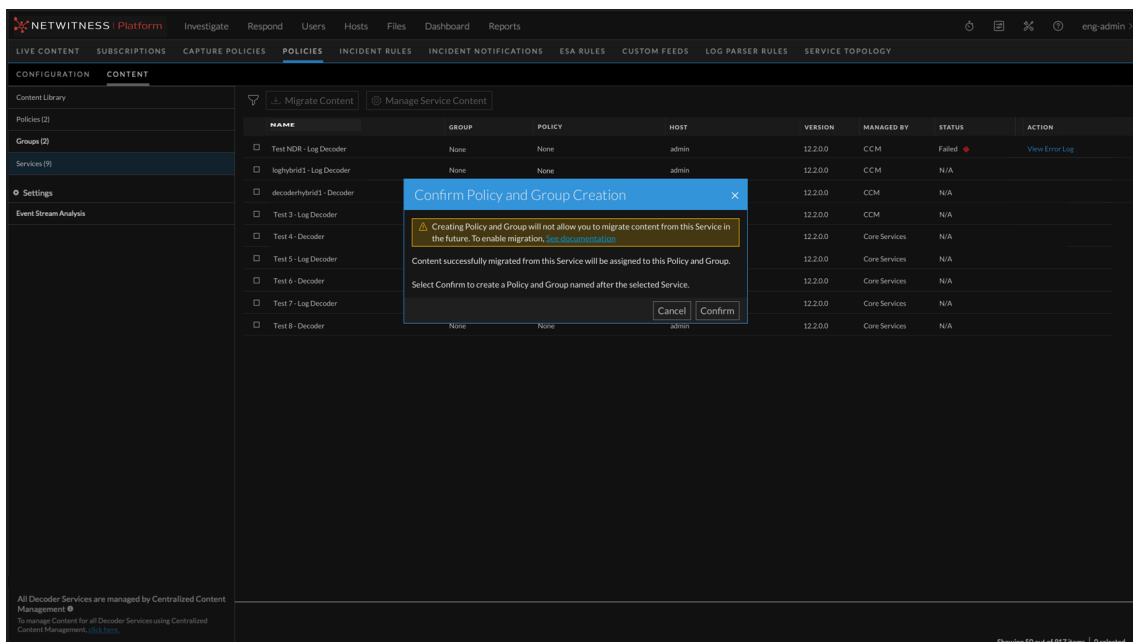 NETWITNESS | Platform Investigate Respond Users Hosts Files Dashboard Reports eng-admin >
LIVE CONTENT SUBSCRIPTIONS CAPTURE POLICIES POLICIES INCIDENT RULES INCIDENT NOTIFICATIONS ESA RULES CUSTOM FEEDS LOG PARSER RULES SERVICE TOPOLOGY
CONFIGURATION CONTENT
Content Library
Policies (2)
Groups (2)
Services (9)
Settings
Event Stream Analysis
Migrate Content Manage Service Content
NAME GROUP POLICY HOST VERSION MANAGED BY STATUS ACTION
Test NDR - Log Decoder None None admin 12.2.0.0 CCM Failed View Error Log
loghybrid1 - Log Decoder None None admin 12.2.0.0 CCM N/A
decoderhybrid1 - Decoder 12.2.0.0 CCM N/A
Test 3 - Log Decoder 12.2.0.0 CCM N/A
Test 4 - Decoder 12.2.0.0 Core Services N/A
Test 5 - Log Decoder 12.2.0.0 Core Services N/A
Test 6 - Decoder 12.2.0.0 Core Services N/A
Test 7 - Log Decoder 12.2.0.0 Core Services N/A
Test 8 - Decoder None None admin 12.2.0.0 Core Services N/A
Confirm Policy and Group Creation
Creating Policy and Group will not allow you to migrate content from this Service in
the future. To enable migration, See documentation
Content successfully migrated from this Service will be assigned to this Policy and Group.
Select Confirm to create a Policy and Group named after the selected Service.
Cancel Confirm
All Decoder Services are managed by Centralized Content
Management
To manage Content for all Decoder Services using Centralized
Content Management, click here.
Showing 50 out of 917 items | 0 selected